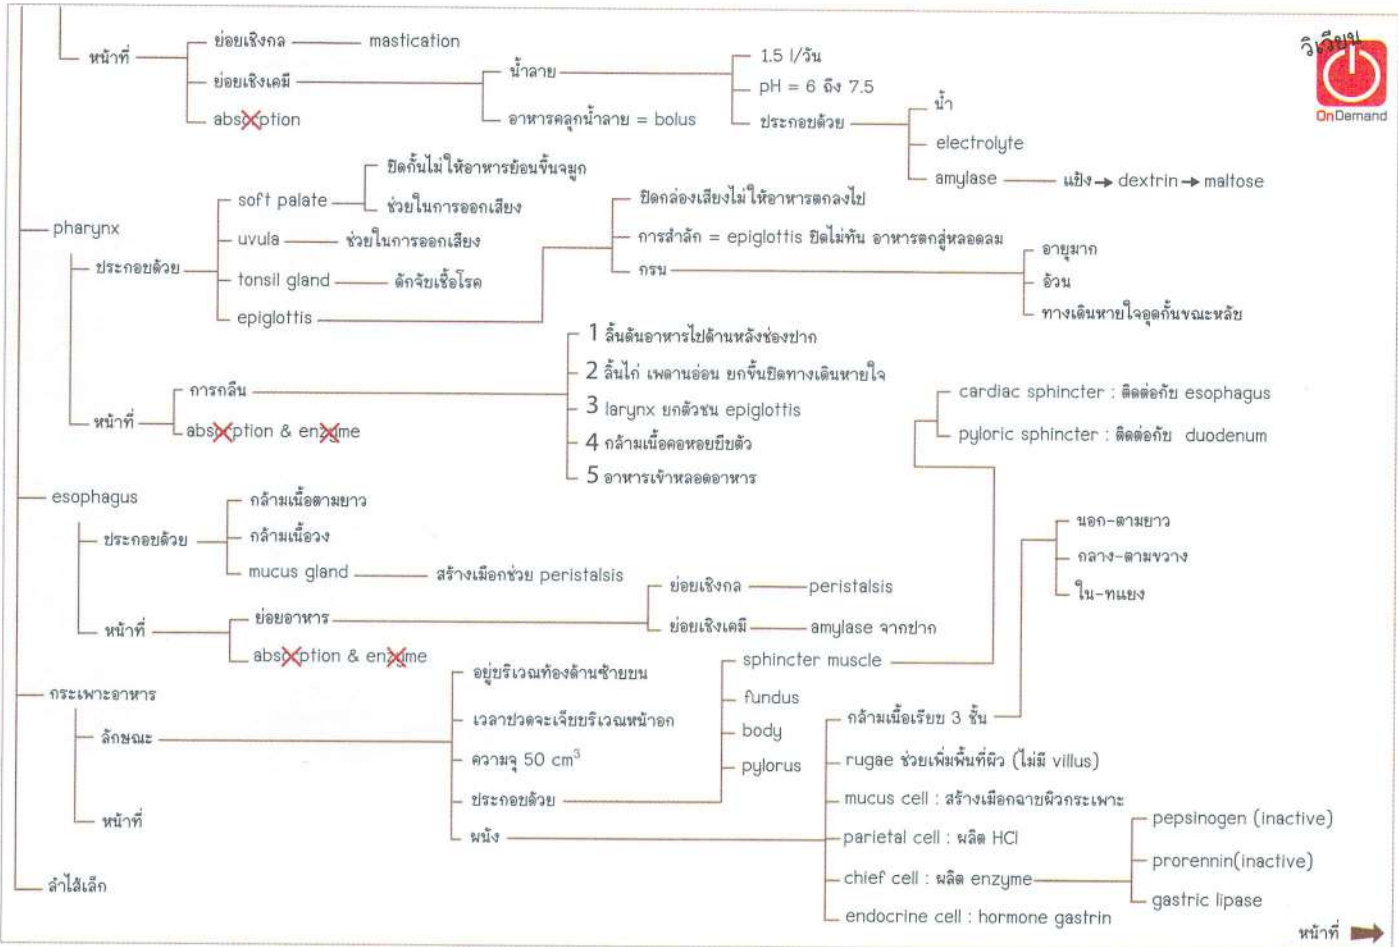 วิเวียน
OnDemand
หน้าที่
ย่อยเชิงกล
mastication
ย่อยเชิงเคมี
น้ำลาย
1.5 l/วัน
pH = 6 ถึง 7.5
ประกอบด้วย
น้ำ
electrolyte
amylase
แป้ง → dextrin → maltose
อาหารคลุกน้ำลาย = bolus
absorption
pharynx
ประกอบด้วย
soft palate
ปิดกั้นไม่ให้อาหารย้อนขึ้นจมูก
ช่วยในการออกเสียง
uvula
ช่วยในการออกเสียง
tonsil gland
ดักจับเชื้อโรค
epiglottis
ปิดกล่องเสียงไม่ให้อาหารตกลงไป
การสำลัก = epiglottis ปิดไม่ทัน อาหารตกสู่หลอดลม
กรน
อายุมาก
อ้วน
ทางเดินหายใจอุดกั้นขณะหลับ
หน้าที่
การกลืน
1 ลิ้นดันอาหารไปด้านหลังช่องปาก
2 ลิ้นไก่ เพดานอ่อน ยกขึ้นปิดทางเดินหายใจ
3 larynx ยกตัวชน epiglottis
4 กล้ามเนื้อคอหอยบีบตัว
5 อาหารเข้าหลอดอาหาร
absorption & enzyme
esophagus
ประกอบด้วย
กล้ามเนื้อตามยาว
กล้ามเนื้อวง
mucus gland
สร้างเมือกช่วย peristalsis
หน้าที่
ย่อยอาหาร
ย่อยเชิงกล
peristalsis
ย่อยเชิงเคมี
amylase จากปาก
absorption & enzyme
กระเพาะอาหาร
ลักษณะ
อยู่บริเวณท้องด้านซ้ายบน
เวลาปวดจะเจ็บบริเวณหน้าอก
ความจุ 50 cm³
ประกอบด้วย
sphincter muscle
cardiac sphincter : ติดต่อกับ esophagus
pyloric sphincter : ติดต่อกับ duodenum
fundus
body
pylorus
ผนัง
กล้ามเนื้อเรียบ 3 ชั้น
นอก-ตามยาว
กลาง-ตามขวาง
ใน-ทแยง
rugae ช่วยเพิ่มพื้นที่ผิว (ไม่มี villus)
mucus cell : สร้างเมือกฉาบผิวกระเพาะ
parietal cell : ผลิต HCl
chief cell : ผลิต enzyme
pepsinogen (inactive)
prorennin(inactive)
gastric lipase
endocrine cell : hormone gastrin
หน้าที่
ลำไส้เล็ก
หน้าที่